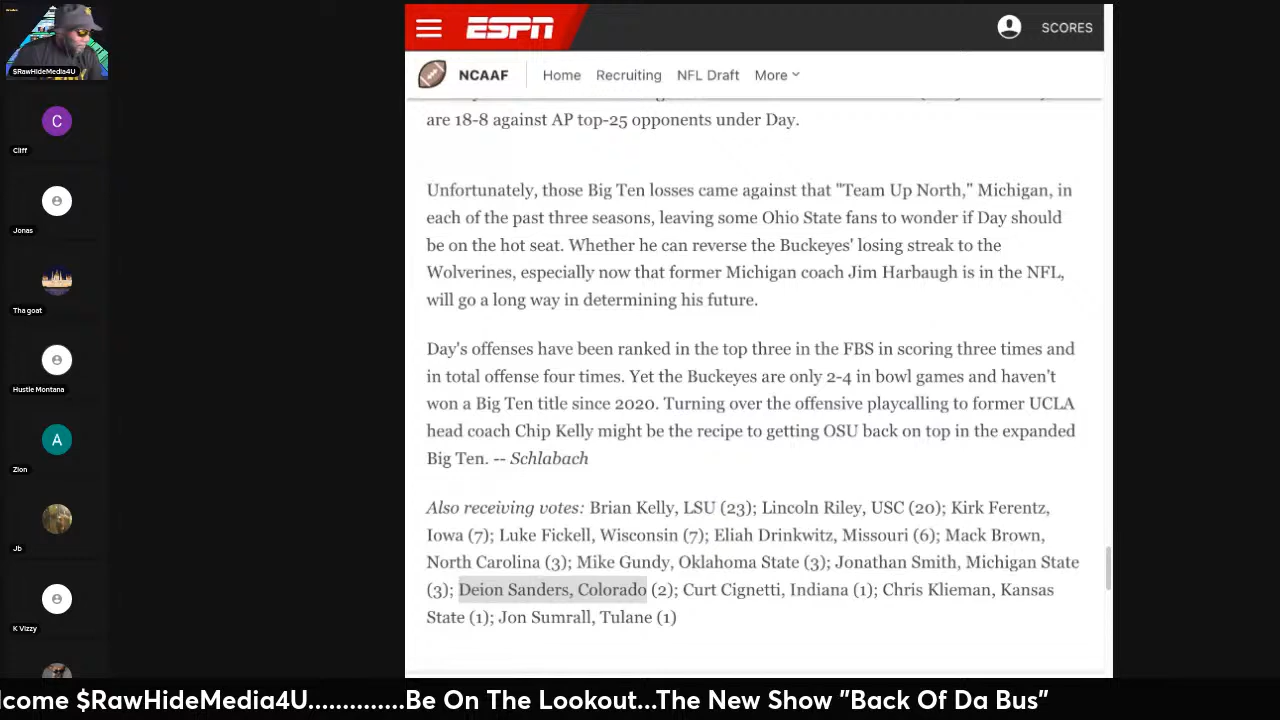 $RawHideMedia4U
C
Cliff
Jonas
Tha goat
Hustle Montana
A
Zion
Jb
K Vizzy
ESPN
SCORES
NCAAF
Home
Recruiting
NFL Draft
More
are 18-8 against AP top-25 opponents under Day.
Unfortunately, those Big Ten losses came against that "Team Up North," Michigan, in
each of the past three seasons, leaving some Ohio State fans to wonder if Day should
be on the hot seat. Whether he can reverse the Buckeyes' losing streak to the
Wolverines, especially now that former Michigan coach Jim Harbaugh is in the NFL,
will go a long way in determining his future.
Day's offenses have been ranked in the top three in the FBS in scoring three times and
in total offense four times. Yet the Buckeyes are only 2-4 in bowl games and haven't
won a Big Ten title since 2020. Turning over the offensive playcalling to former UCLA
head coach Chip Kelly might be the recipe to getting OSU back on top in the expanded
Big Ten. -- Schlabach
Also receiving votes: Brian Kelly, LSU (23); Lincoln Riley, USC (20); Kirk Ferentz,
Iowa (7); Luke Fickell, Wisconsin (7); Eliah Drinkwitz, Missouri (6); Mack Brown,
North Carolina (3); Mike Gundy, Oklahoma State (3); Jonathan Smith, Michigan State
(3); Deion Sanders, Colorado (2); Curt Cignetti, Indiana (1); Chris Klieman, Kansas
State (1); Jon Sumrall, Tulane (1)
lcome $RawHideMedia4U..............Be On The Lookout...The New Show "Back Of Da Bus"